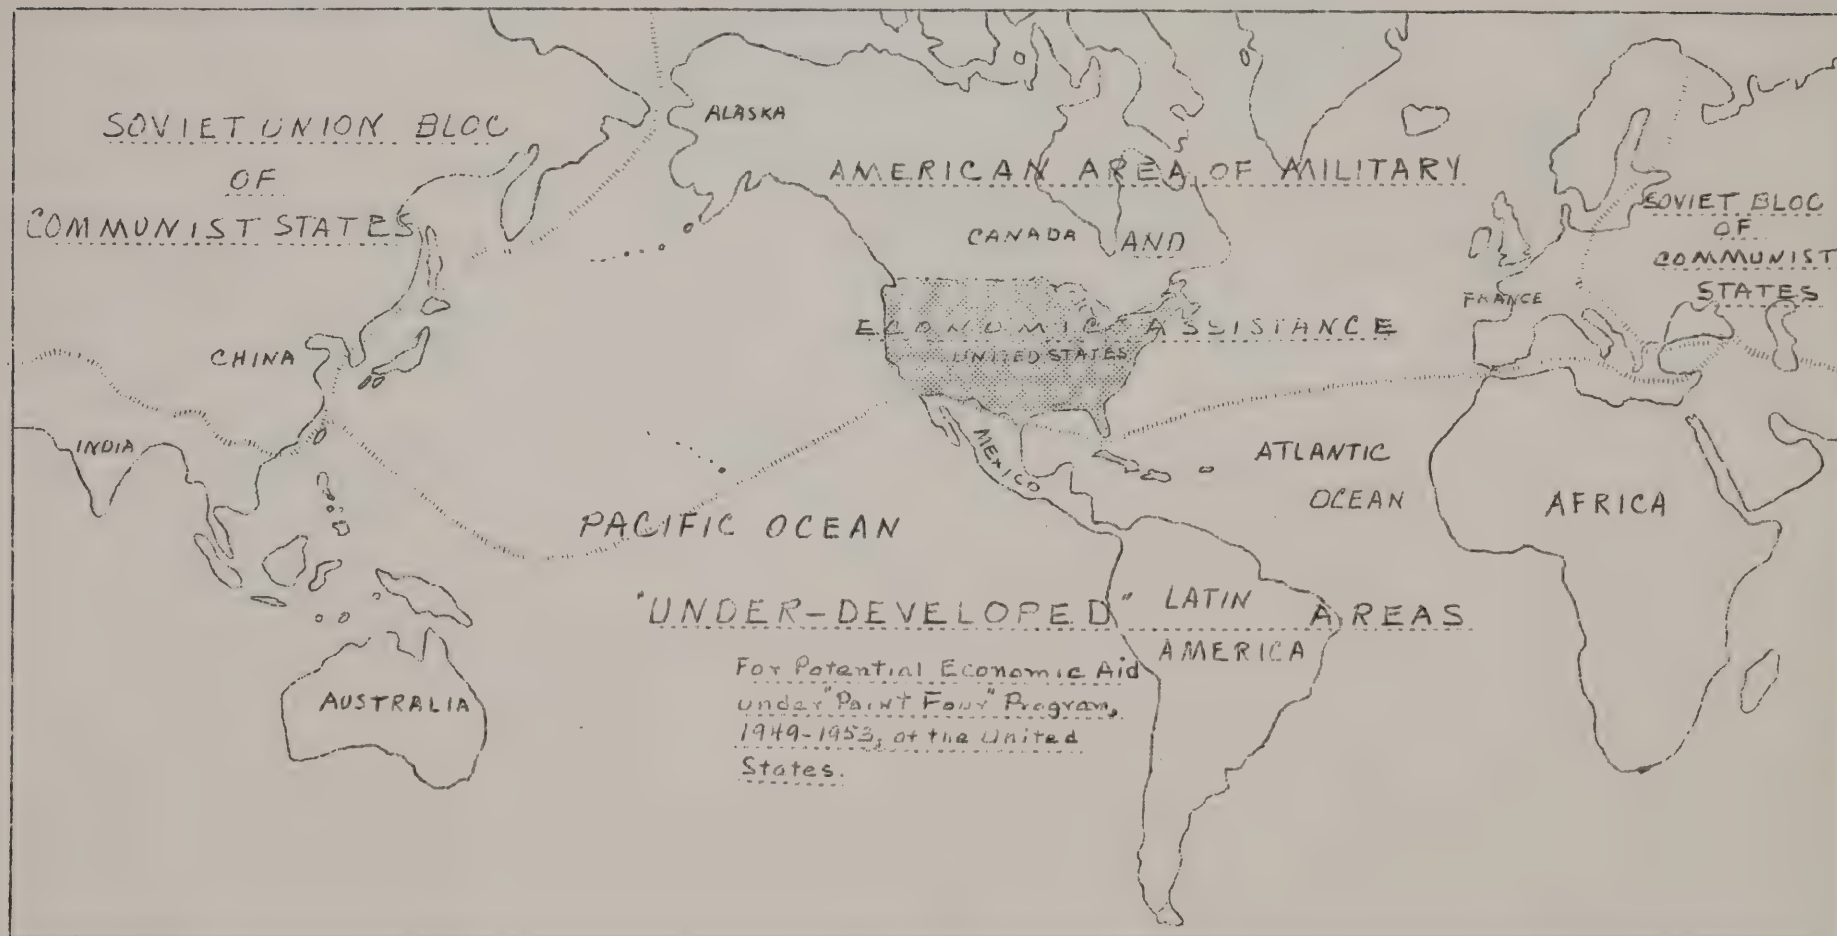 SOVIET UNION BLOC
OF
COMMUNIST STATES
ALASKA
AMERICAN AREA OF MILITARY
CANADA AND
ECONOMIC ASSISTANCE
UNITED STATES
SOVIET BLOC
OF
COMMUNIST
STATES
FRANCE
CHINA
INDIA
MEXICO
ATLANTIC
OCEAN
AFRICA
PACIFIC OCEAN
"UNDER-DEVELOPED" AREAS
LATIN
AMERICA
For Potential Economic Aid
under "Point Four" Program,
1949-1953, of the United
States.
AUSTRALIA